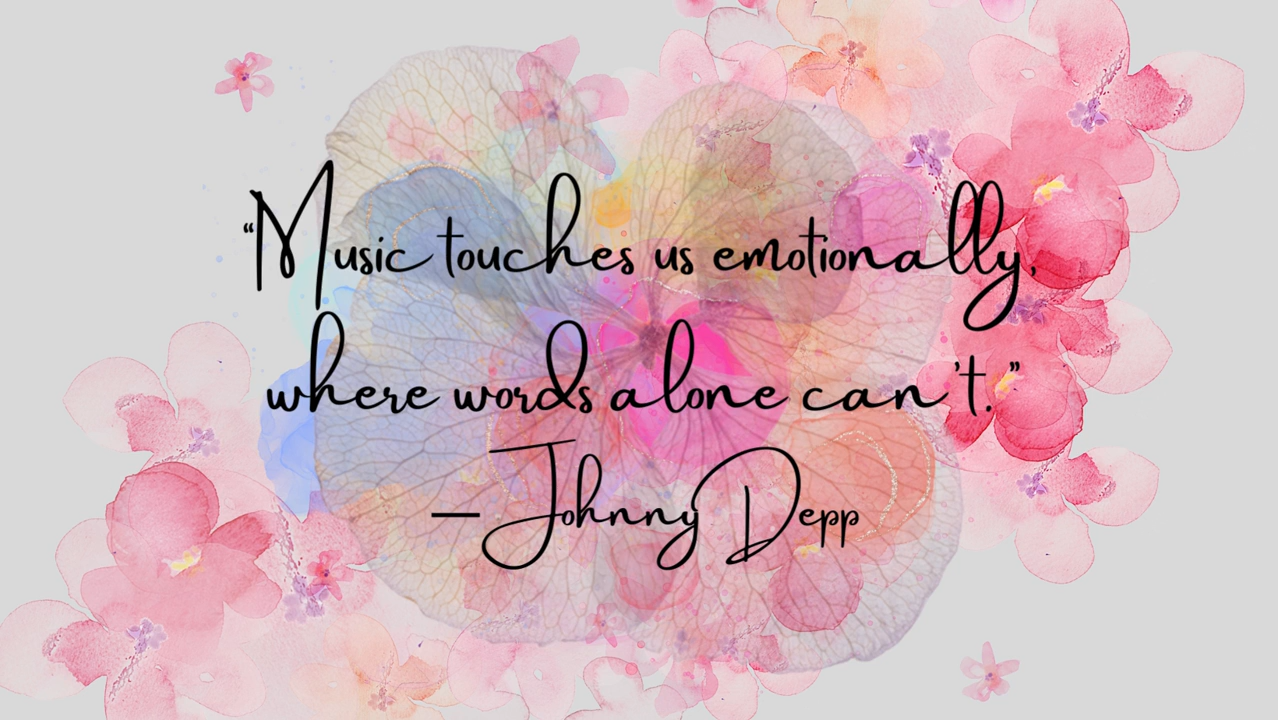 “Music touches us emotionally,
where words alone can’t.”
— Johnny Depp